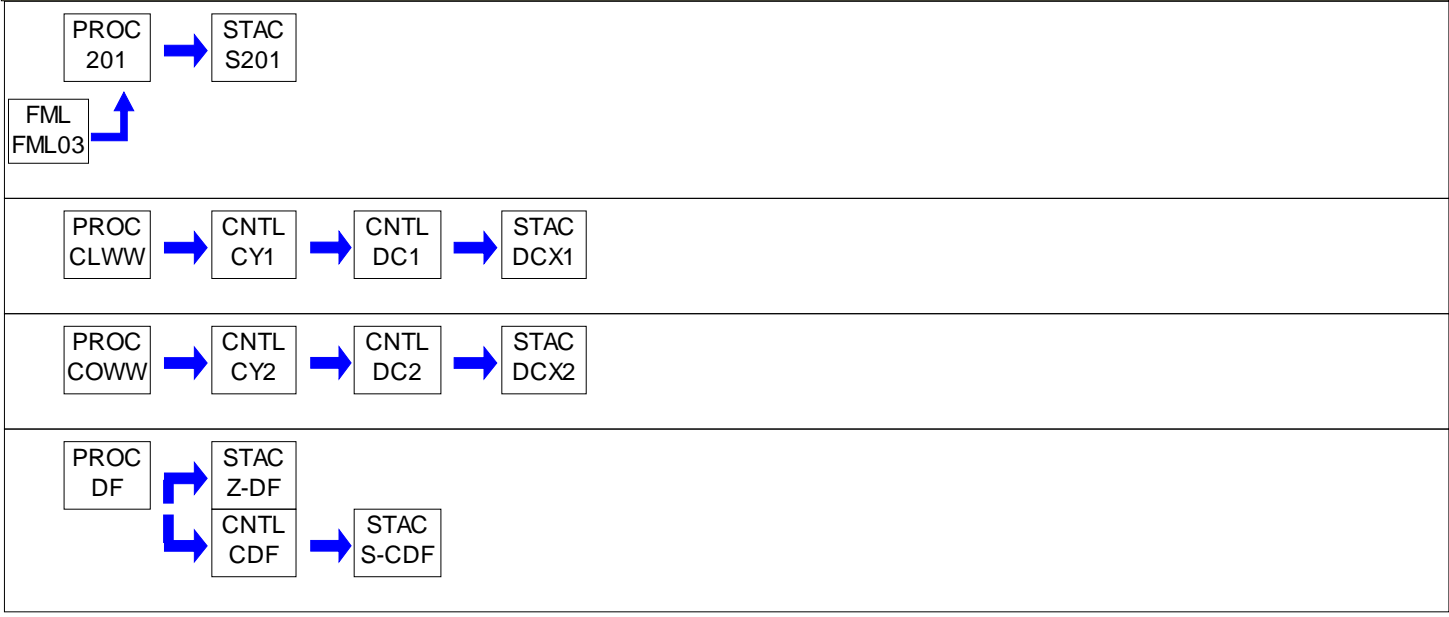 PROC
201
STAC
S201
FML
FML03
PROC
CLWW
CNTL
CY1
CNTL
DC1
STAC
DCX1
PROC
COWW
CNTL
CY2
CNTL
DC2
STAC
DCX2
PROC
DF
STAC
Z-DF
CNTL
CDF
STAC
S-CDF